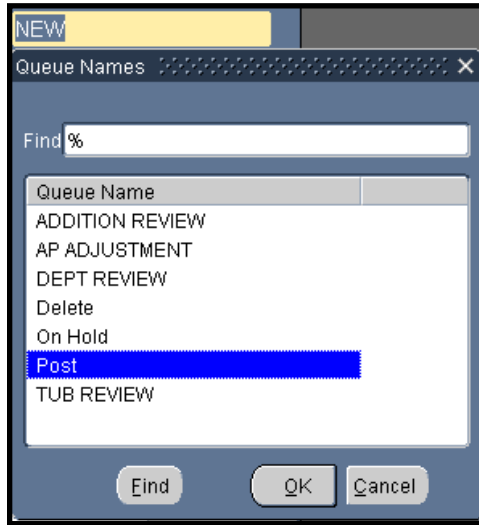 NEW
Queue Names
Find %
Queue Name
ADDITION REVIEW
AP ADJUSTMENT
DEPT REVIEW
Delete
On Hold
Post
TUB REVIEW
Find OK Cancel